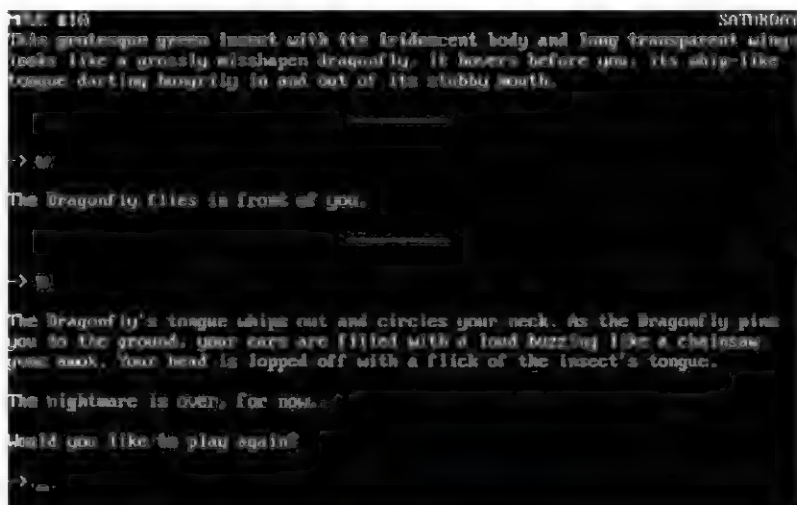 SATURDAY
This grotesque green insect with its iridescent body and long transparent wings
looks like a grossly misshapen dragonfly. It hovers before you, its whip-like
tongue darting hungrily in and out of its stubby mouth.
->
The Dragonfly flies in front of you.
->
The Dragonfly's tongue whips out and circles your neck. As the Dragonfly pins
you to the ground, your ears are filled with a loud buzzing like a chainsaw
gone amok. Your head is lopped off with a flick of the insect's tongue.
The nightmare is over, for now...
Would you like to play again?
->